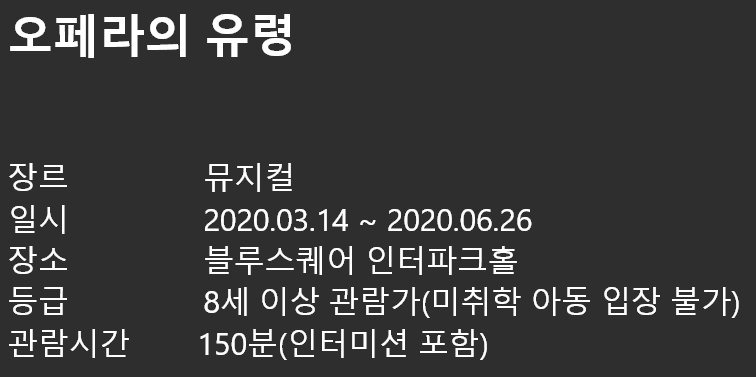 오페라의 유령
장르 뮤지컬
일시 2020.03.14 ~ 2020.06.26
장소 블루스퀘어 인터파크홀
등급 8세 이상 관람가(미취학 아동 입장 불가)
관람시간 150분(인터미션 포함)